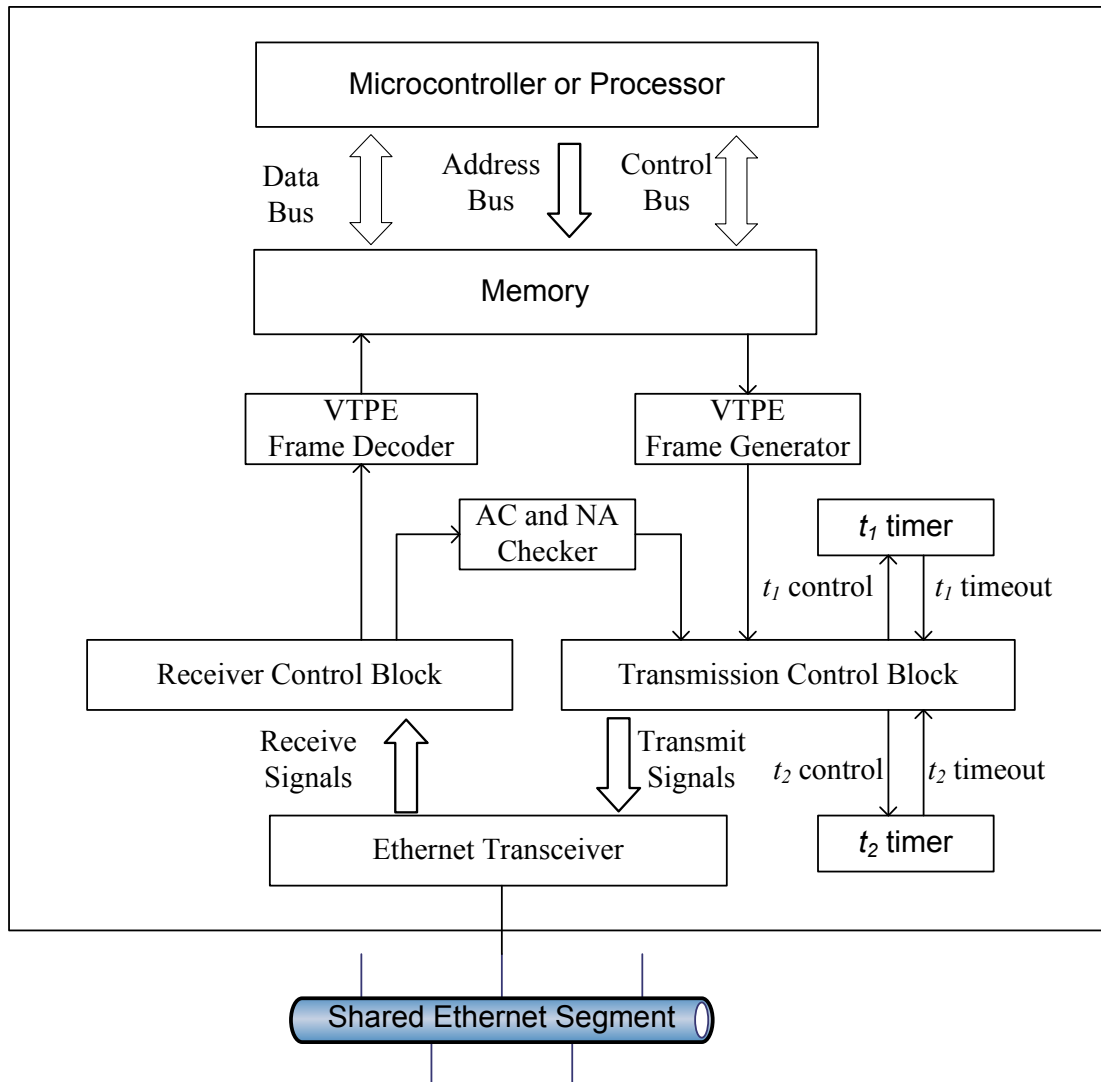 Microcontroller or Processor
Data
Bus
Address
Bus
Control
Bus
Memory
VTPE
Frame Decoder
VTPE
Frame Generator
AC and NA
Checker
t1 timer
t1 control
t1 timeout
Receiver Control Block
Transmission Control Block
Receive
Signals
Transmit
Signals
t2 control
t2 timeout
Ethernet Transceiver
t2 timer
Shared Ethernet Segment